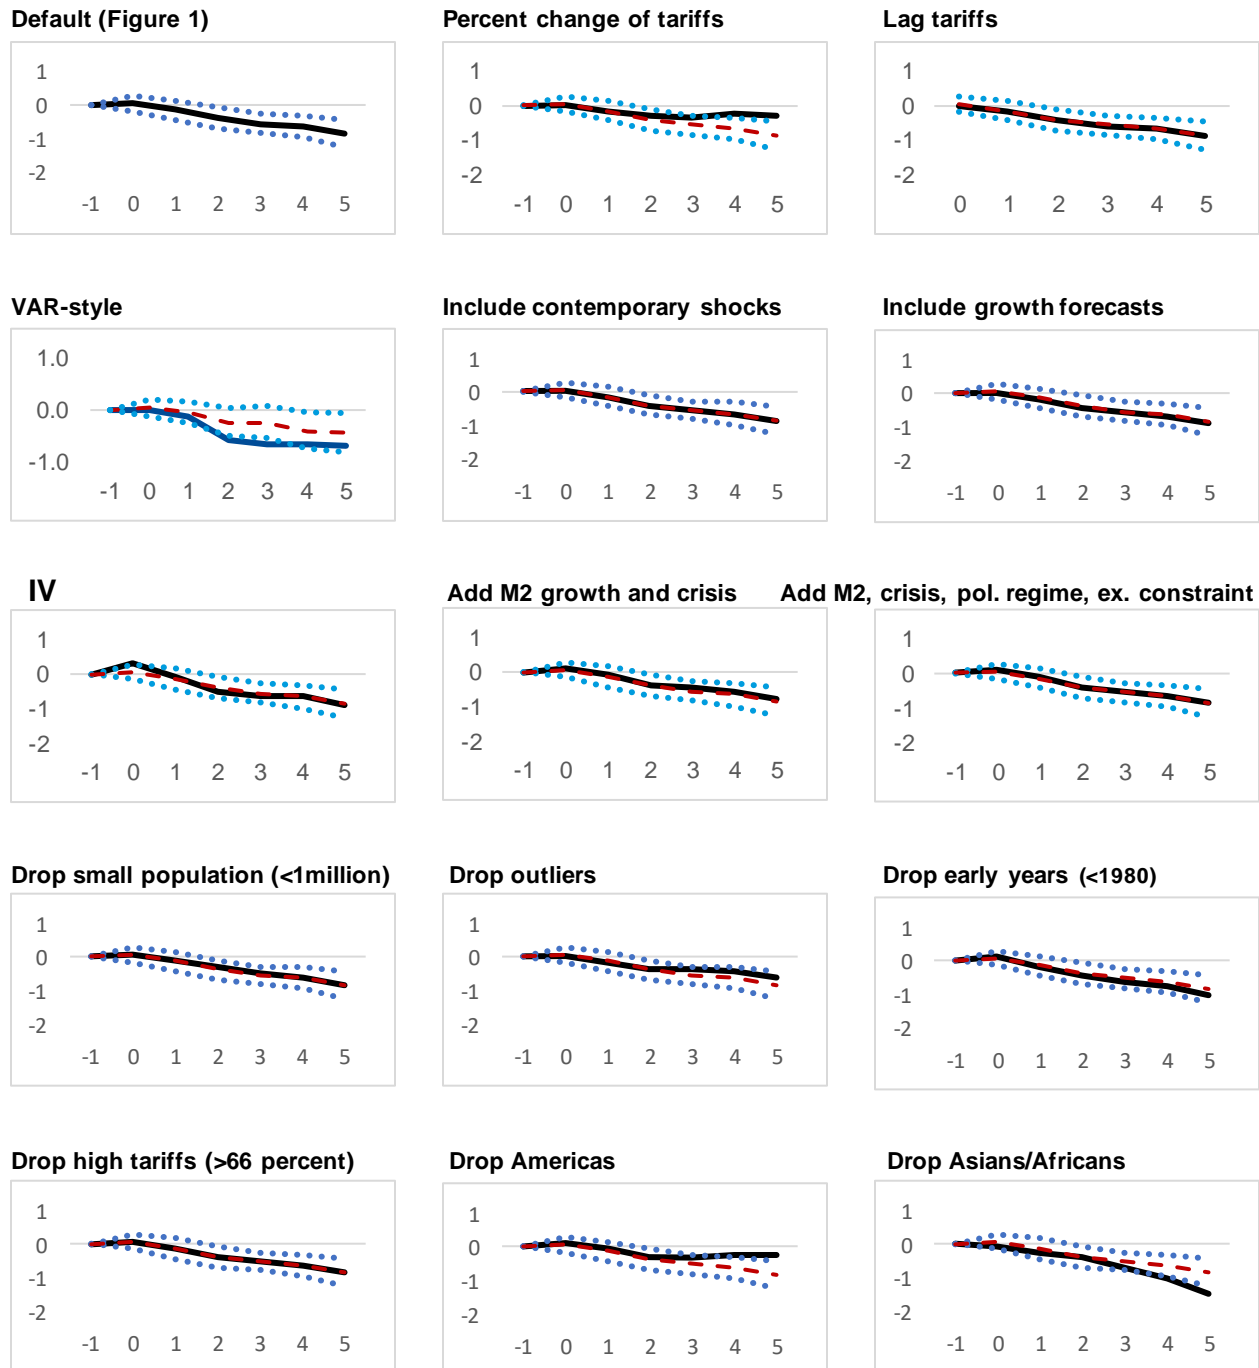 Default (Figure 1)
1
0
-1
-2
-1 0 1 2 3 4 5
Percent change of tariffs
1
0
-1
-2
-1 0 1 2 3 4 5
Lag tariffs
1
0
-1
-2
0 1 2 3 4 5
VAR-style
1.0
0.0
-1.0
-1 0 1 2 3 4 5
Include contemporary shocks
1
0
-1
-2
-1 0 1 2 3 4 5
Include growth forecasts
1
0
-1
-2
-1 0 1 2 3 4 5
IV
1
0
-1
-2
-1 0 1 2 3 4 5
Add M2 growth and crisis
1
0
-1
-2
-1 0 1 2 3 4 5
Add M2, crisis, pol. regime, ex. constraint
1
0
-1
-2
-1 0 1 2 3 4 5
Drop small population (<1million)
1
0
-1
-2
-1 0 1 2 3 4 5
Drop outliers
1
0
-1
-2
-1 0 1 2 3 4 5
Drop early years (<1980)
1
0
-1
-2
-1 0 1 2 3 4 5
Drop high tariffs (>66 percent)
1
0
-1
-2
-1 0 1 2 3 4 5
Drop Americas
1
0
-1
-2
-1 0 1 2 3 4 5
Drop Asians/Africans
1
0
-1
-2
-1 0 1 2 3 4 5